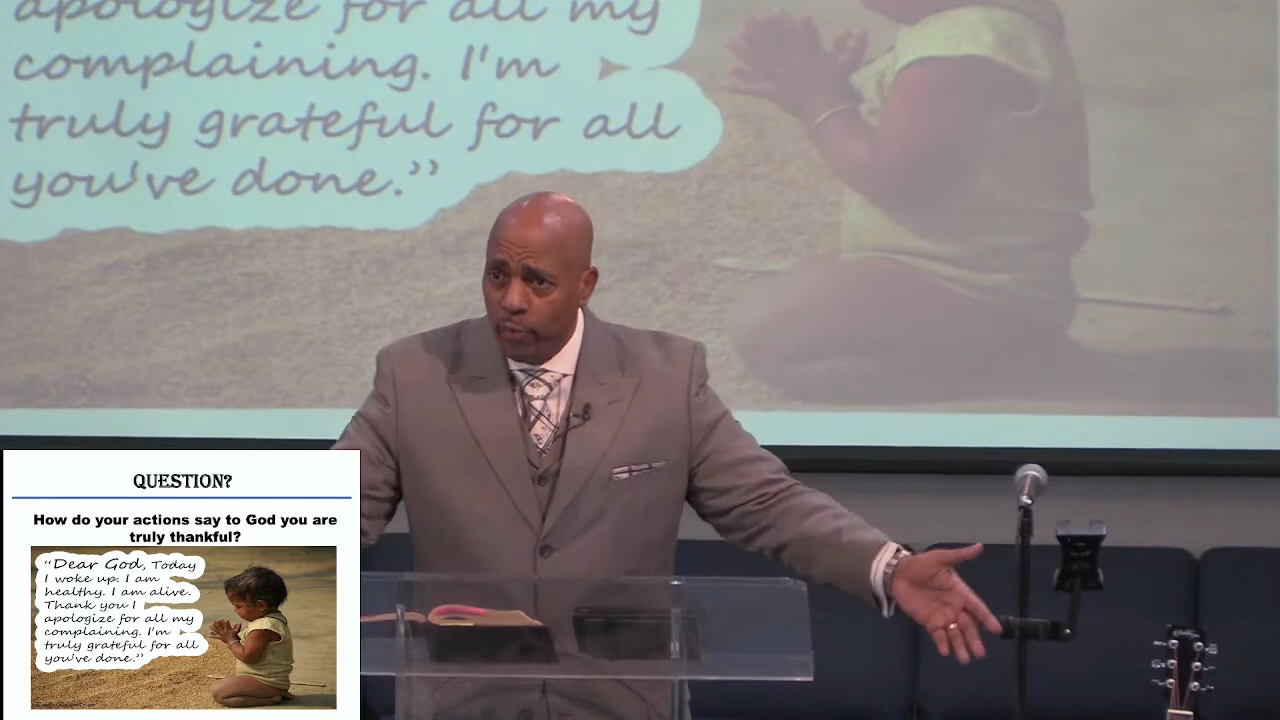 apologize for all my
complaining. I'm
truly grateful for all
you've done.”
QUESTION?
How do your actions say to God you are
truly thankful?
“Dear God, Today
I woke up. I am
healthy. I am alive.
Thank you I
apologize for all my
complaining. I'm
truly grateful for all
you've done.”